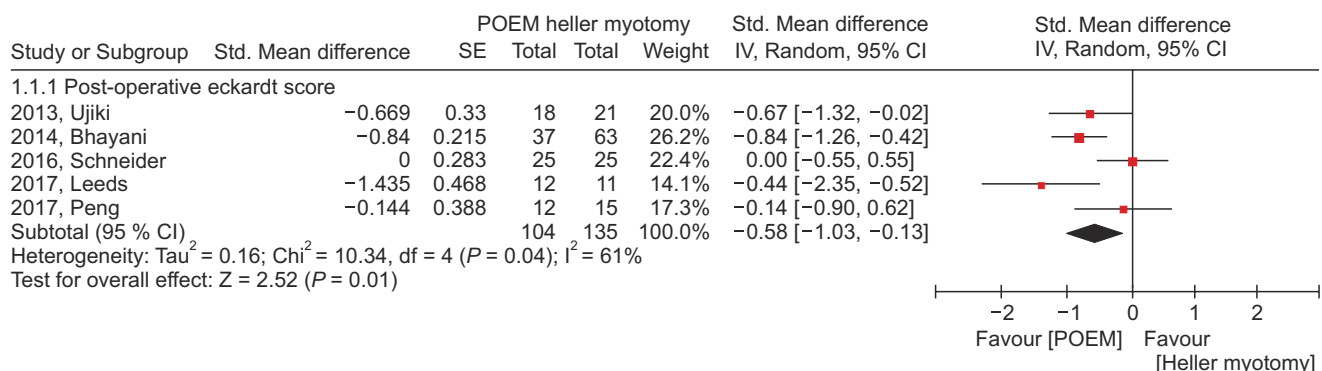 POEM heller myotomy Std. Mean difference Std. Mean difference
Study or Subgroup Std. Mean difference SE Total Total Weight IV, Random, 95% CI IV, Random, 95% CI
1.1.1 Post-operative eckardt score
2013, Ujiki −0.669 0.33 18 21 20.0% −0.67 [−1.32, −0.02]
2014, Bhayani −0.84 0.215 37 63 26.2% −0.84 [−1.26, −0.42]
2016, Schneider 0 0.283 25 25 22.4% 0.00 [−0.55, 0.55]
2017, Leeds −1.435 0.468 12 11 14.1% −0.44 [−2.35, −0.52]
2017, Peng −0.144 0.388 12 15 17.3% −0.14 [−0.90, 0.62]
Subtotal (95 % CI) 104 135 100.0% −0.58 [−1.03, −0.13]
Heterogeneity: Tau² = 0.16; Chi² = 10.34, df = 4 (P = 0.04); I² = 61%
Test for overall effect: Z = 2.52 (P = 0.01)
−2 −1 0 1 2
Favour [POEM] Favour
[Heller myotomy]